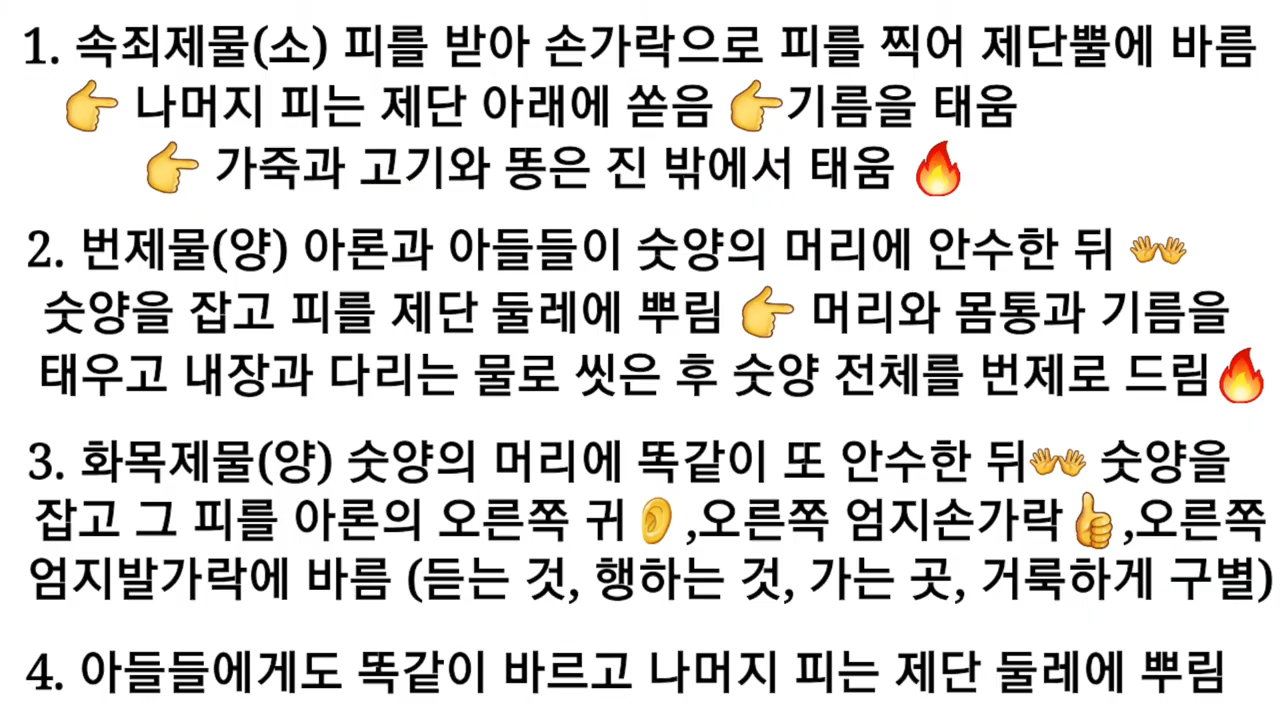 1. 속죄제물(소) 피를 받아 손가락으로 피를 찍어 제단뿔에 바름
👉 나머지 피는 제단 아래에 쏟음 👉기름을 태움
👉 가죽과 고기와 똥은 진 밖에서 태움 🔥
2. 번제물(양) 아론과 아들들이 숫양의 머리에 안수한 뒤 👐
숫양을 잡고 피를 제단 둘레에 뿌림 👉 머리와 몸통과 기름을
태우고 내장과 다리는 물로 씻은 후 숫양 전체를 번제로 드림🔥
3. 화목제물(양) 숫양의 머리에 똑같이 또 안수한 뒤👐 숫양을
잡고 그 피를 아론의 오른쪽 귀👂,오른쪽 엄지손가락👍,오른쪽
엄지발가락에 바름 (듣는 것, 행하는 것, 가는 곳, 거룩하게 구별)
4. 아들들에게도 똑같이 바르고 나머지 피는 제단 둘레에 뿌림